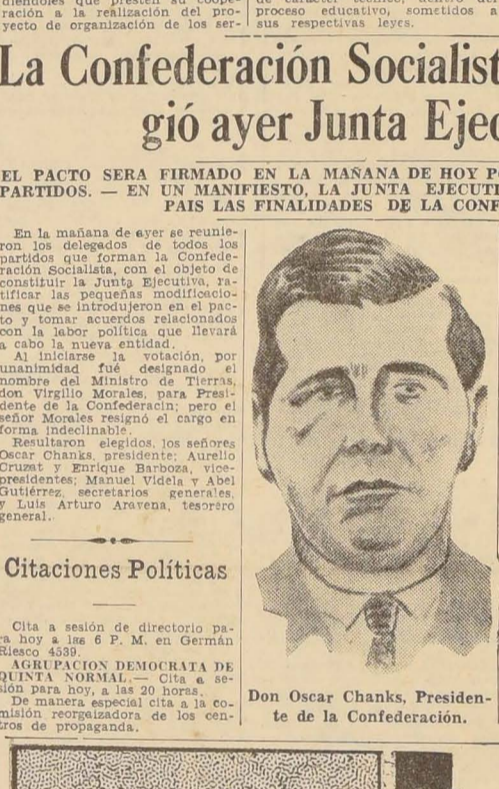 diéndoles que presten su coope-
ración a la realización del pro-
yecto de organización de los ser-
proceso educativo, sometidos a
sus respectivas leyes.
La Confederación Socialist
gió ayer Junta Ejec
EL PACTO SERA FIRMADO EN LA MAÑANA DE HOY P
PARTIDOS. — EN UN MANIFIESTO, LA JUNTA EJECUTI
PAIS LAS FINALIDADES DE LA CONF
En la mañana de ayer se reunie-
ron los delegados de todos los
partidos que forman la Confede-
ración Socialista, con el objeto de
constituir la Junta Ejecutiva, ra-
tificar las pequeñas modificacio-
nes que se introdujeron en el pac-
to y tomar acuerdos relacionados
con la labor política que llevará
a cabo la nueva entidad.
Al iniciarse la votación, por
unanimidad fué designado el
nombre del Ministro de Tierras,
don Virgilio Morales, para Presi-
dente de la Confederacin; pero el
señor Morales resignó el cargo en
forma indeclinable.
Resultaron elegidos, los señores
Oscar Chanks, presidente; Aurelio
Cruzat y Enrique Barboza, vice-
presidentes; Manuel Videla y Abel
Gutiérrez, secretarios generales,
y Luis Arturo Aravena, tesorero
general.
Citaciones Políticas
Cita a sesión de directorio pa-
ra hoy a las 6 P. M. en Germán
Riesco 4539.
AGRUPACION DEMOCRATA DE
QUINTA NORMAL.— Cita a se-
sión para hoy, a las 20 horas.
De manera especial cita a la co-
misión reorgaizadora de los cen-
tros de propaganda.
Don Oscar Chanks, Presiden-
te de la Confederación.